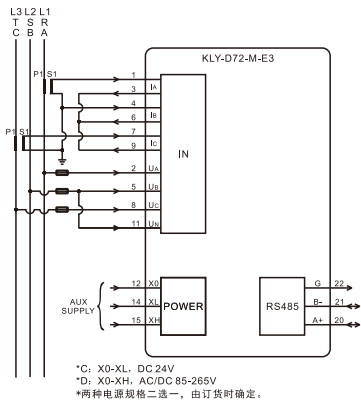 L3 L2 L1
T S R
C B A
KLY-D72-M-E3
P1 S1
1
3 IA
4
6 IB
P1 S1
7
9 IC
IN
2 UA
5 UB
8 UC
11 UN
AUX
SUPPLY
12 X0
14 XL
15 XH
POWER
RS485
G 22
B- 21
A+ 20
*C: X0-XL, DC 24V
*D: X0-XH, AC/DC 85-265V
*两种电源规格二选一，由订货时确定。